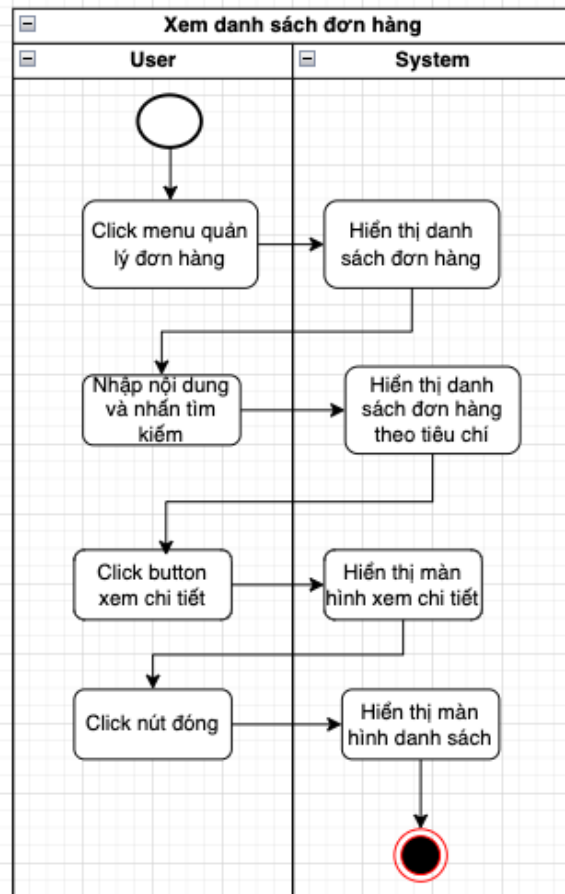 Xem danh sách đơn hàng
User
System
Click menu quản
lý đơn hàng
Hiển thị danh
sách đơn hàng
Nhập nội dung
và nhấn tìm
kiếm
Hiển thị danh
sách đơn hàng
theo tiêu chí
Click button
xem chi tiết
Hiển thị màn
hình xem chi tiết
Click nút đóng
Hiển thị màn
hình danh sách